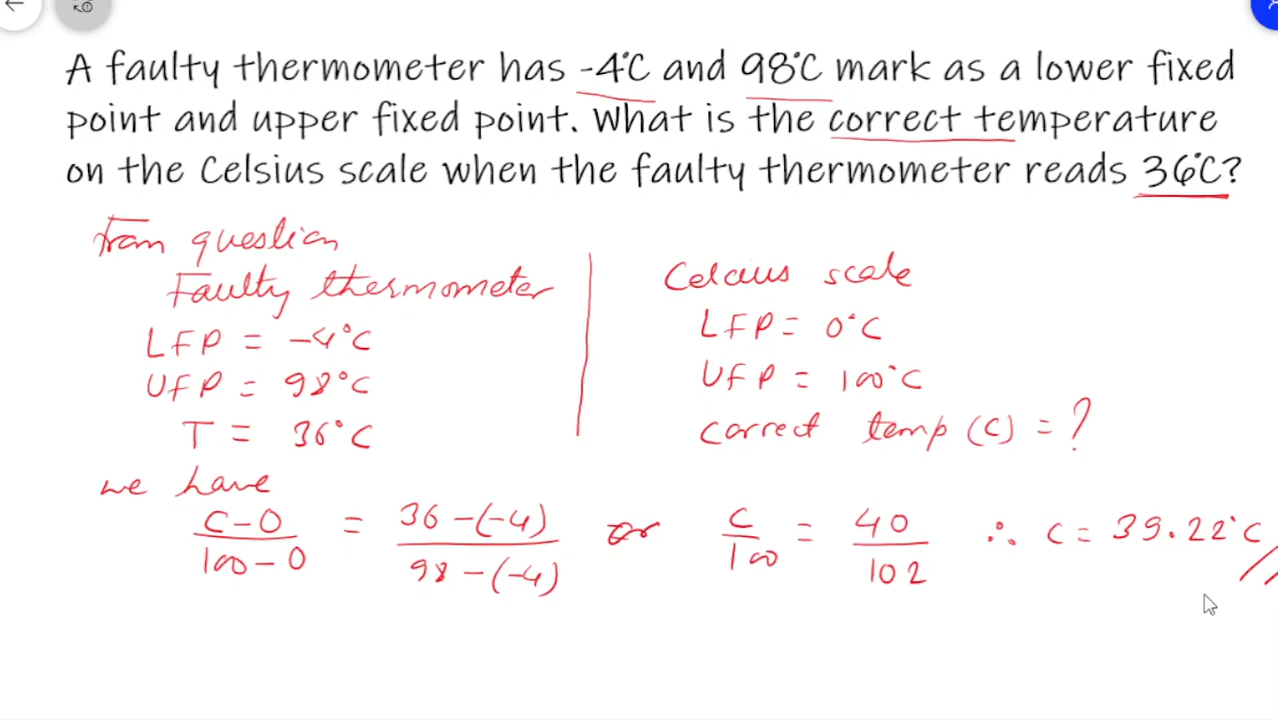 A faulty thermometer has -4°C and 98°C mark as a lower fixed
point and upper fixed point. What is the correct temperature
on the Celsius scale when the faulty thermometer reads 36°C?
From question
Faulty thermometer
LFP = -4°C
UFP = 98°C
T = 36°C
Celcius scale
LFP = 0°C
UFP = 100°C
correct temp (C) = ?
we have
C-0 / 100-0 = 36-(-4) / 98-(-4) or C / 100 = 40 / 102 ∴ C = 39.22°C //